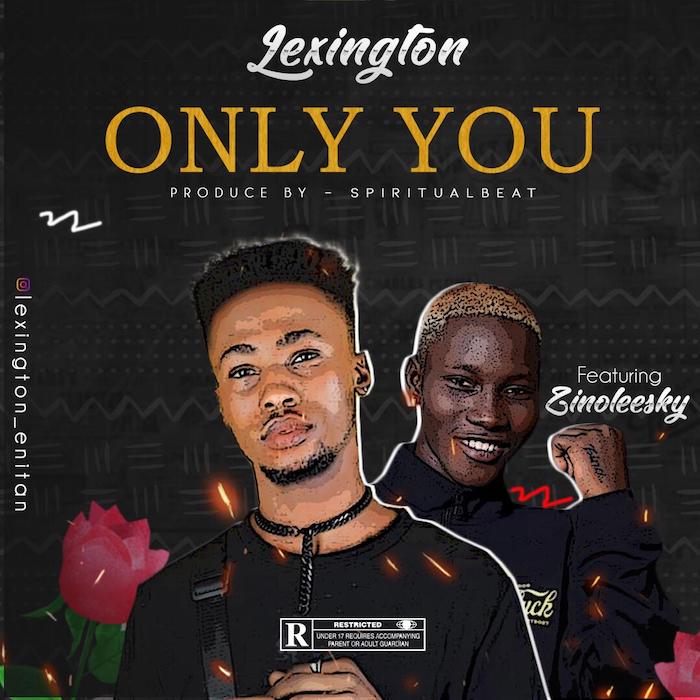 Lexington
ONLY YOU
PRODUCE BY - SPIRITUALBEAT
lexington_enitan
Featuring
Zinoleesky
R
RESTRICTED
UNDER 17 REQUIRES ACCOMPANYING
PARENT OR ADULT GUARDIAN